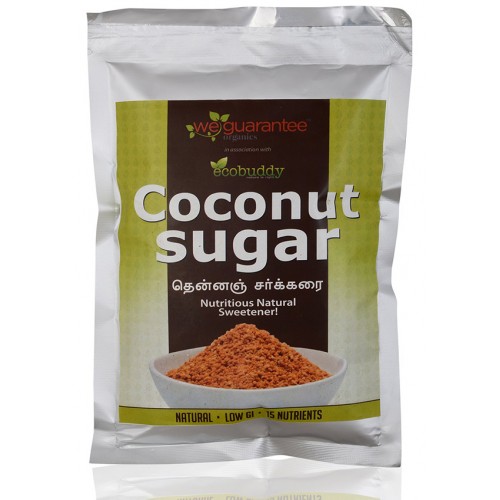 weguarantee
organics
in association with
ecobuddy
Coconut
sugar
தென்னஞ் சர்க்கரை
Nutritious Natural
Sweetener!
NATURAL • LOW GI • 15 NUTRIENTS